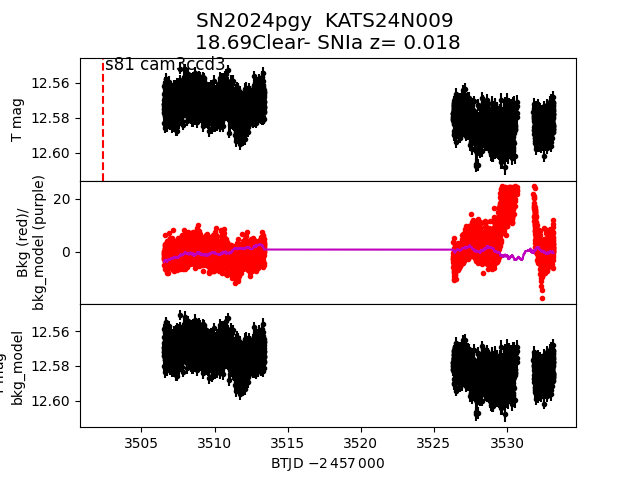 SN2024pgy KATS24N009
18.69Clear- SNIa z= 0.018
s81 cam3ccd3
12.56
12.58
12.60
T mag
20
0
Bkg (red)/
bkg_model (purple)
12.56
12.58
12.60
bkg_model
3505 3510 3515 3520 3525 3530
BTJD −2 457 000